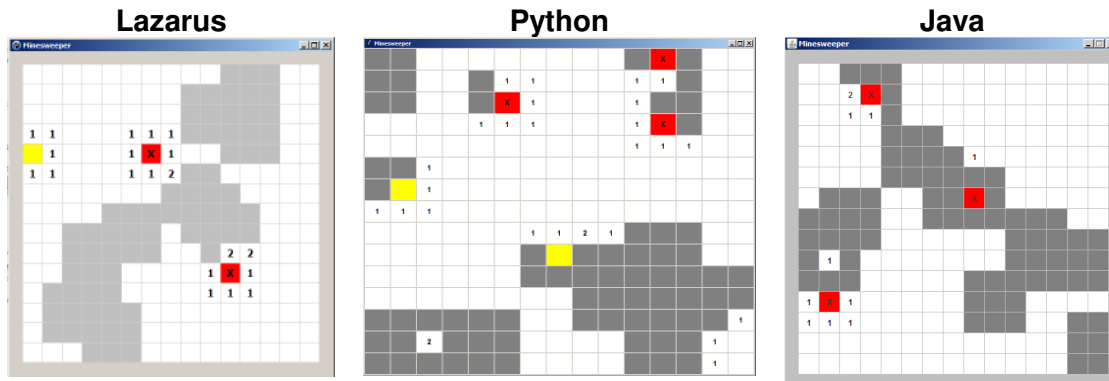 Lazarus
Python
Java
Minesweeper
1 1 1 1 1
1 1 X 1
1 1 1 1 2
2 2
1 X 1
1 1 1
Minesweeper
X
1 1 1 1
X 1 1
1 1 1 1 X
1 1 1
1
1
1 1 1
1 1 2 1
1
2 1
1
Minesweeper
2 X
1 1
1
X
1
1 X 1
1 1 1